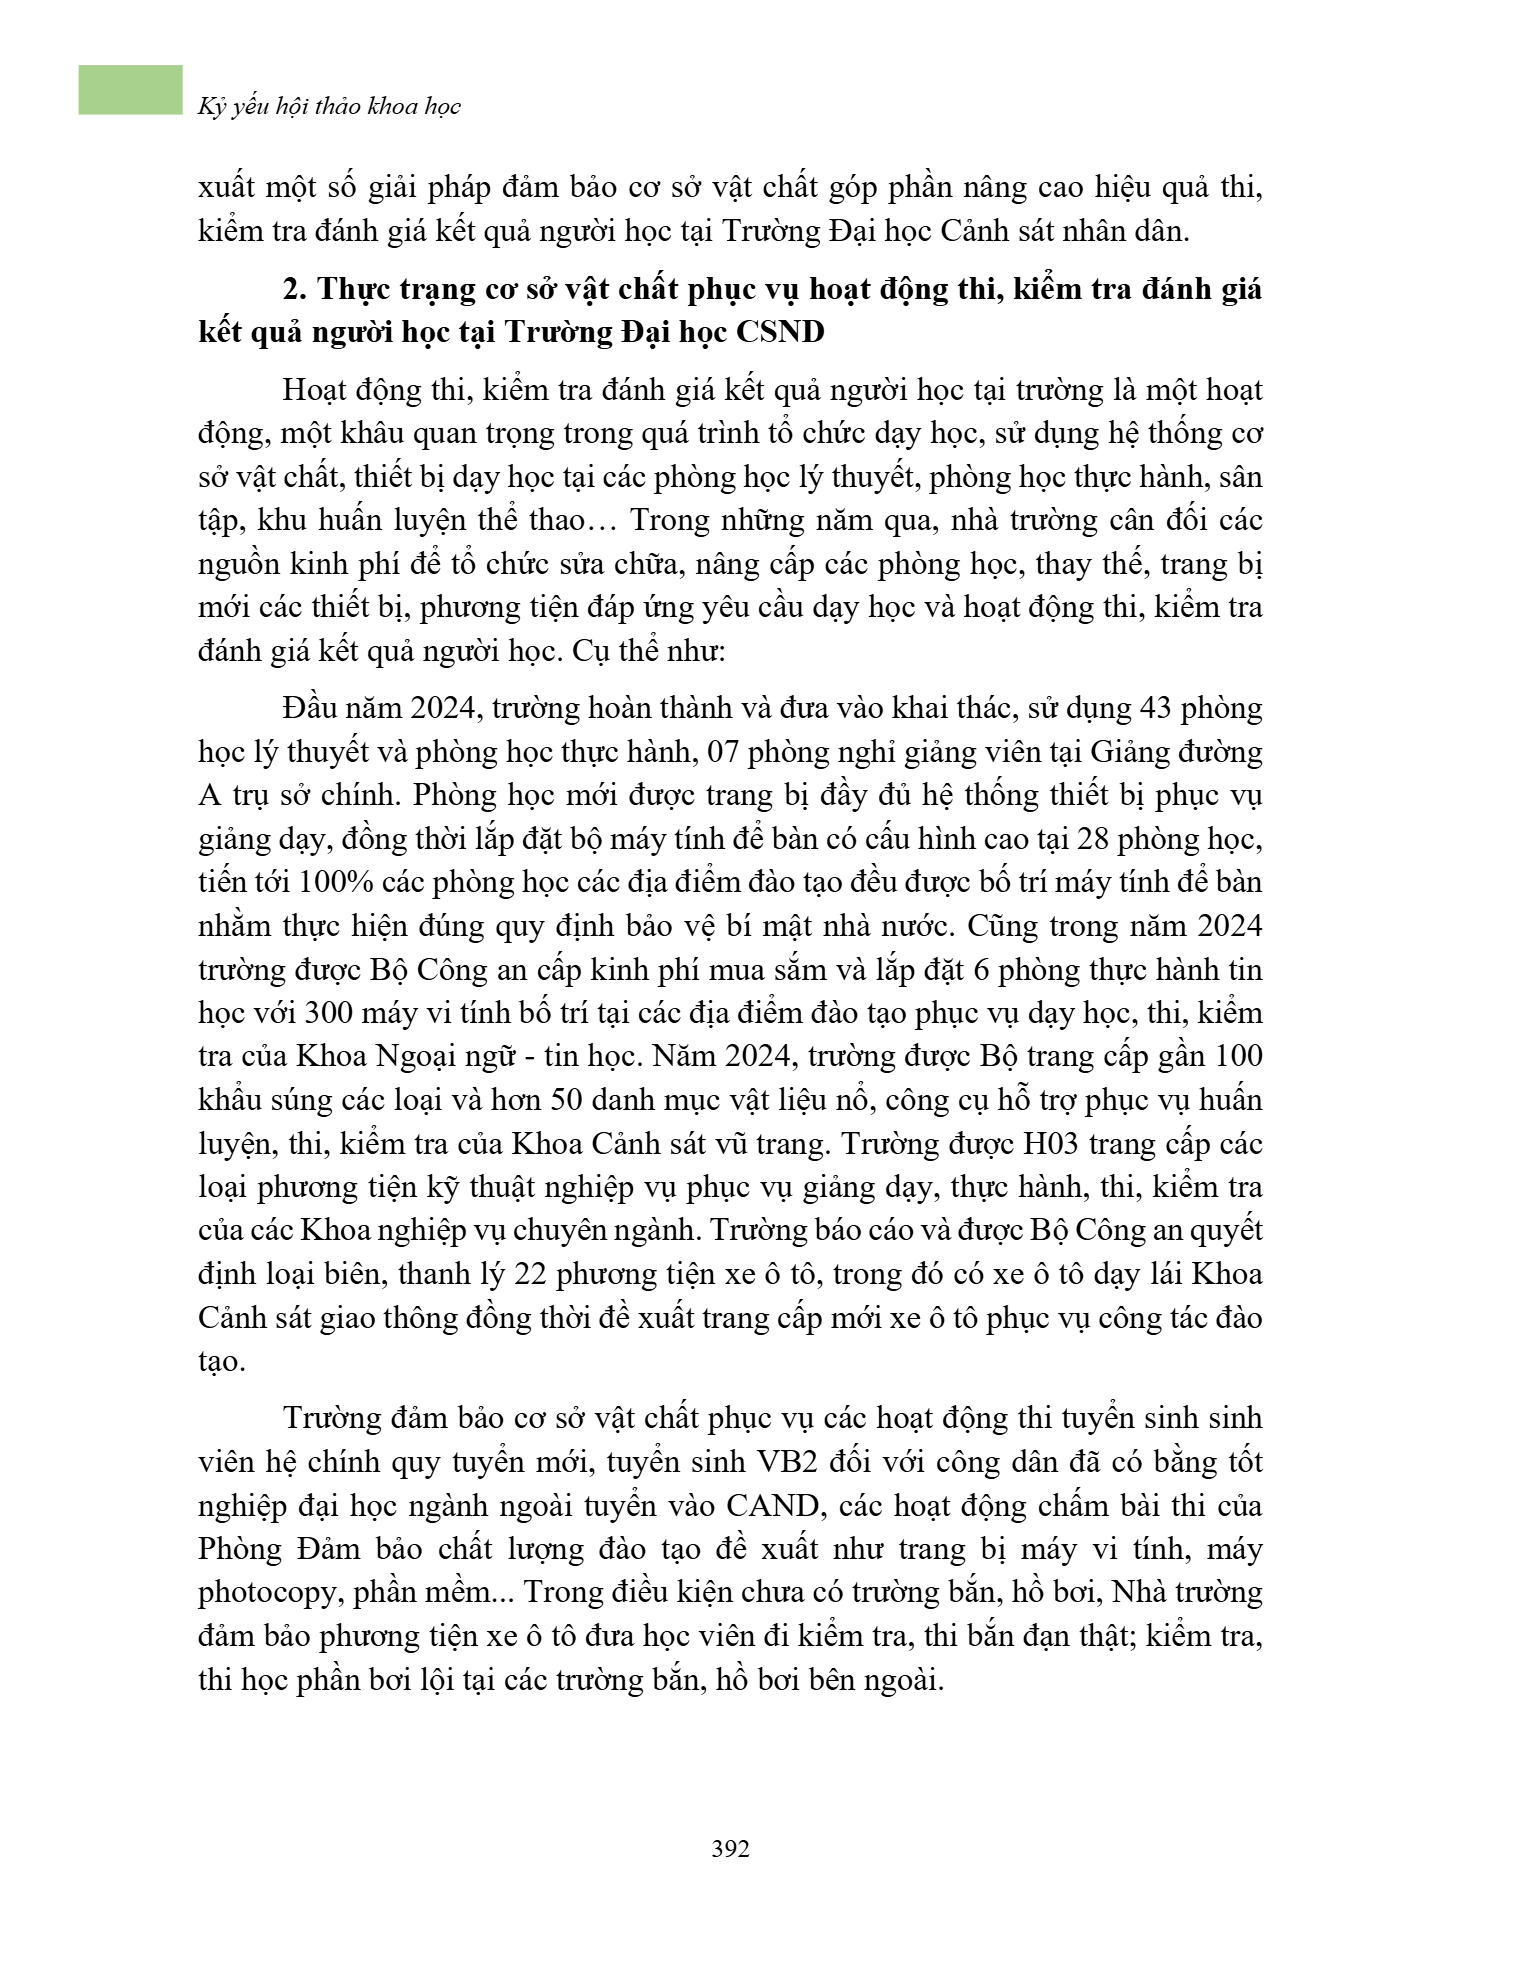 Kỷ yếu hội thảo khoa học
xuất một số giải pháp đảm bảo cơ sở vật chất góp phần nâng cao hiệu quả thi,
kiểm tra đánh giá kết quả người học tại Trường Đại học Cảnh sát nhân dân.
2. Thực trạng cơ sở vật chất phục vụ hoạt động thi, kiểm tra đánh giá
kết quả người học tại Trường Đại học CSND
Hoạt động thi, kiểm tra đánh giá kết quả người học tại trường là một hoạt
động, một khâu quan trọng trong quá trình tổ chức dạy học, sử dụng hệ thống cơ
sở vật chất, thiết bị dạy học tại các phòng học lý thuyết, phòng học thực hành, sân
tập, khu huấn luyện thể thao… Trong những năm qua, nhà trường cân đối các
nguồn kinh phí để tổ chức sửa chữa, nâng cấp các phòng học, thay thế, trang bị
mới các thiết bị, phương tiện đáp ứng yêu cầu dạy học và hoạt động thi, kiểm tra
đánh giá kết quả người học. Cụ thể như:
Đầu năm 2024, trường hoàn thành và đưa vào khai thác, sử dụng 43 phòng
học lý thuyết và phòng học thực hành, 07 phòng nghỉ giảng viên tại Giảng đường
A trụ sở chính. Phòng học mới được trang bị đầy đủ hệ thống thiết bị phục vụ
giảng dạy, đồng thời lắp đặt bộ máy tính để bàn có cấu hình cao tại 28 phòng học,
tiến tới 100% các phòng học các địa điểm đào tạo đều được bố trí máy tính để bàn
nhằm thực hiện đúng quy định bảo vệ bí mật nhà nước. Cũng trong năm 2024
trường được Bộ Công an cấp kinh phí mua sắm và lắp đặt 6 phòng thực hành tin
học với 300 máy vi tính bố trí tại các địa điểm đào tạo phục vụ dạy học, thi, kiểm
tra của Khoa Ngoại ngữ - tin học. Năm 2024, trường được Bộ trang cấp gần 100
khẩu súng các loại và hơn 50 danh mục vật liệu nổ, công cụ hỗ trợ phục vụ huấn
luyện, thi, kiểm tra của Khoa Cảnh sát vũ trang. Trường được H03 trang cấp các
loại phương tiện kỹ thuật nghiệp vụ phục vụ giảng dạy, thực hành, thi, kiểm tra
của các Khoa nghiệp vụ chuyên ngành. Trường báo cáo và được Bộ Công an quyết
định loại biên, thanh lý 22 phương tiện xe ô tô, trong đó có xe ô tô dạy lái Khoa
Cảnh sát giao thông đồng thời đề xuất trang cấp mới xe ô tô phục vụ công tác đào
tạo.
Trường đảm bảo cơ sở vật chất phục vụ các hoạt động thi tuyển sinh sinh
viên hệ chính quy tuyển mới, tuyển sinh VB2 đối với công dân đã có bằng tốt
nghiệp đại học ngành ngoài tuyển vào CAND, các hoạt động chấm bài thi của
Phòng Đảm bảo chất lượng đào tạo đề xuất như trang bị máy vi tính, máy
photocopy, phần mềm... Trong điều kiện chưa có trường bắn, hồ bơi, Nhà trường
đảm bảo phương tiện xe ô tô đưa học viên đi kiểm tra, thi bắn đạn thật; kiểm tra,
thi học phần bơi lội tại các trường bắn, hồ bơi bên ngoài.
392